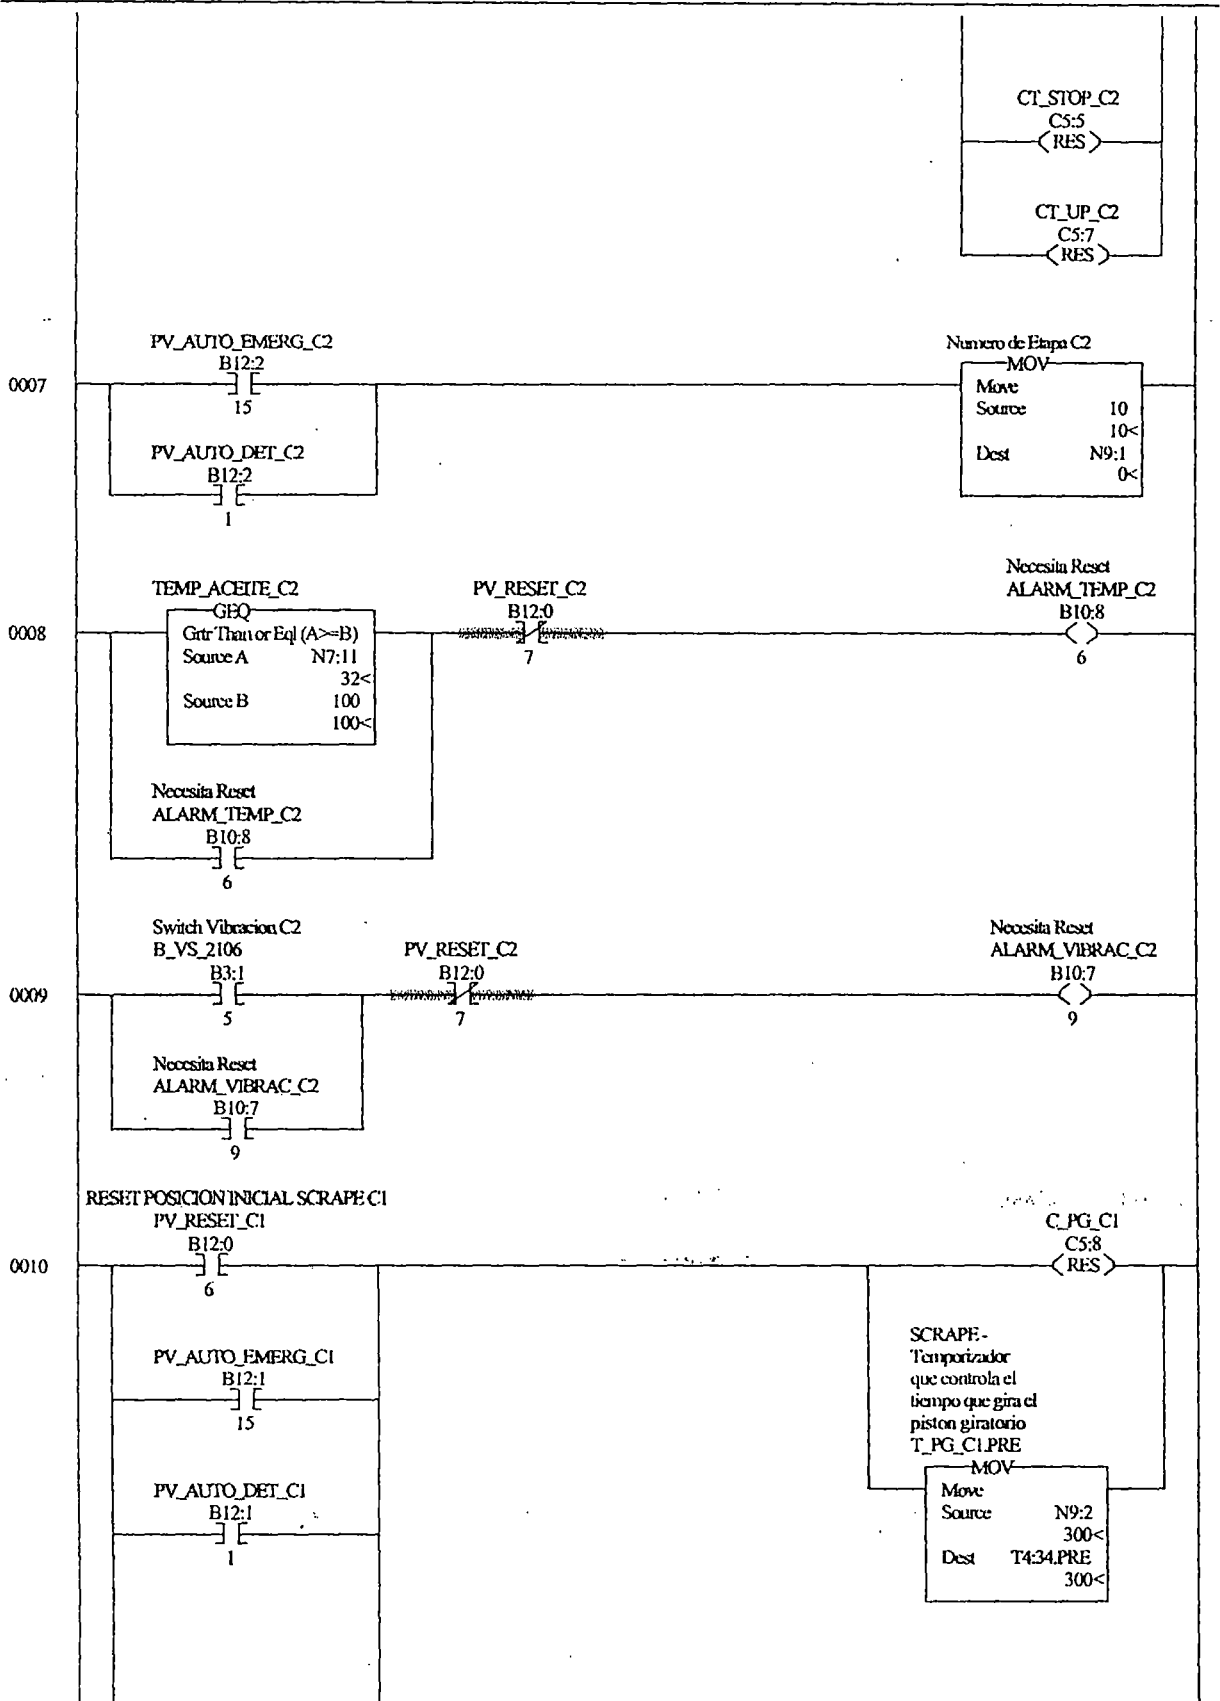 CT_STOP_C2
C5:5
RES
CT_UP_C2
C5:7
RES
0007
PV_AUTO_EMERG_C2
B12:2
15
PV_AUTO_DET_C2
B12:2
1
Numero de Etapa C2
MOV
Move
Source 10
10<
Dest N9:1
0<
0008
TEMP_ACEITE_C2
GEQ
Grtr Than or Eql (A>=B)
Source A N7:11
32<
Source B 100
100<
PV_RESET_C2
B12:0
7
Necesita Reset
ALARM_TEMP_C2
B10:8
6
Necesita Reset
ALARM_TEMP_C2
B10:8
6
0009
Switch Vibracion C2
B_VS_2106
B3:1
5
PV_RESET_C2
B12:0
7
Necesita Reset
ALARM_VIBRAC_C2
B10:7
9
Necesita Reset
ALARM_VIBRAC_C2
B10:7
9
0010
RESET POSICION INICIAL SCRAPE C1
PV_RESET_C1
B12:0
6
PV_AUTO_EMERG_C1
B12:1
15
PV_AUTO_DET_C1
B12:1
1
C_PG_C1
C5:8
RES
SCRAPE -
Temporizador
que controla el
tiempo que gira el
piston giratorio
T_PG_C1.PRE
MOV
Move
Source N9:2
300<
Dest T4:34.PRE
300<